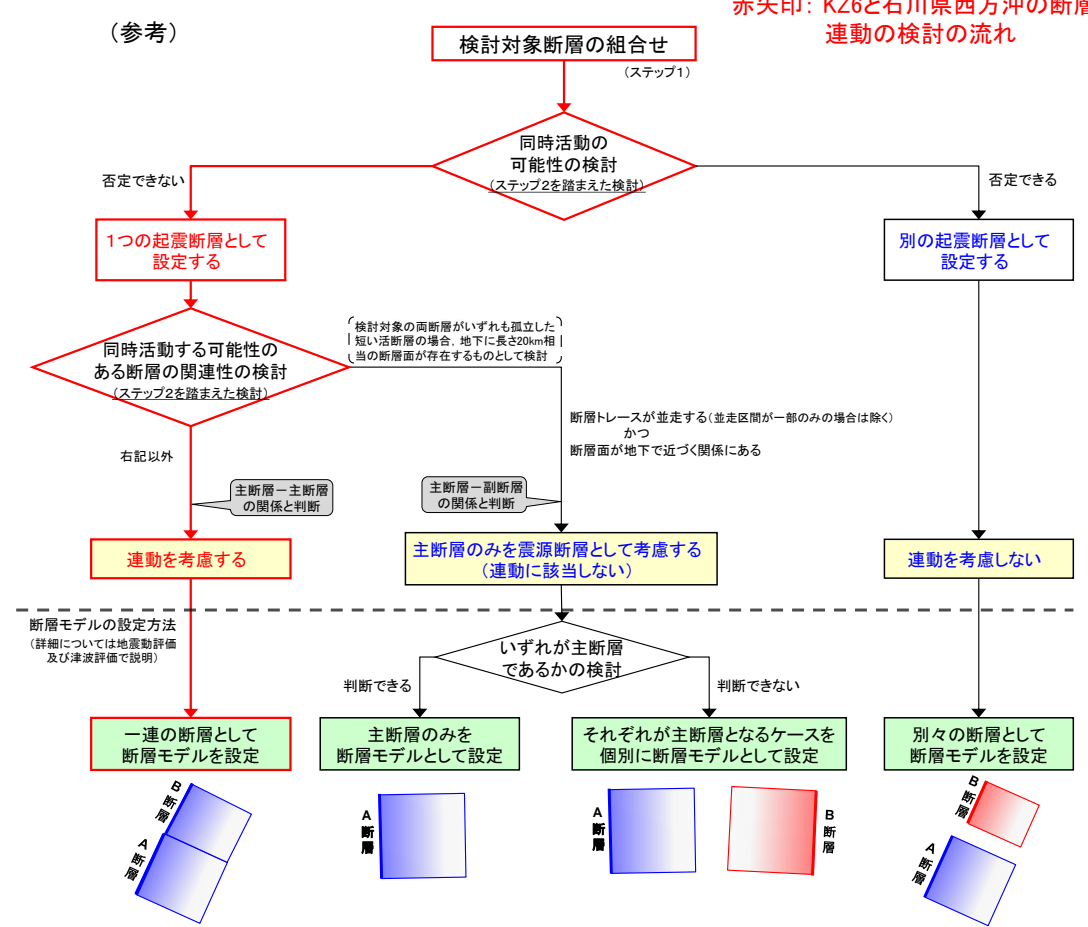 赤矢印: KZ6と石川県西方沖の断層
連動の検討の流れ
（参考）
検討対象断層の組合せ
（ステップ1）
同時活動の
可能性の検討
（ステップ2を踏まえた検討）
否定できない
否定できる
1つの起震断層として
設定する
別の起震断層として
設定する
検討対象の両断層がいずれも孤立した
短い活断層の場合，地下に長さ20km相
当の断層面が存在するものとして検討
同時活動する可能性の
ある断層の関連性の検討
（ステップ2を踏まえた検討）
断層トレースが並走する（並走区間が一部のみの場合は除く）
かつ
断層面が地下で近づく関係にある
右記以外
主断層－主断層
の関係と判断
主断層－副断層
の関係と判断
連動を考慮する
主断層のみを震源断層として考慮する
（連動に該当しない）
連動を考慮しない
断層モデルの設定方法
（詳細については地震動評価
及び津波評価で説明）
いずれが主断層
であるかの検討
判断できる
判断できない
一連の断層として
断層モデルを設定
主断層のみを
断層モデルとして設定
それぞれが主断層となるケースを
個別に断層モデルとして設定
別々の断層として
断層モデルを設定
B断層
A断層
A断層
A断層
B断層
B断層
A断層